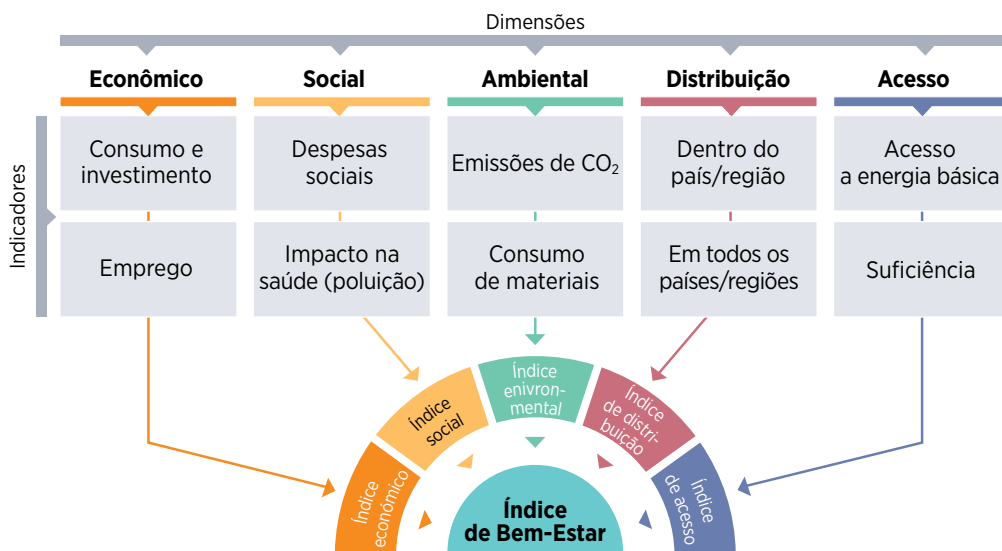 Dimensões
Econômico
Social
Ambiental
Distribuição
Acesso
Indicadores
Consumo e
investimento
Despesas
sociais
Emissões de CO₂
Dentro do
país/região
Acesso
a energia básica
Emprego
Impacto na
saúde (poluição)
Consumo
de materiais
Em todos os
países/regiões
Suficiência
Índice
económico
Índice
social
Índice
enivron-
mental
Índice
de distri-
buição
Índice
de acesso
Índice
de Bem-Estar